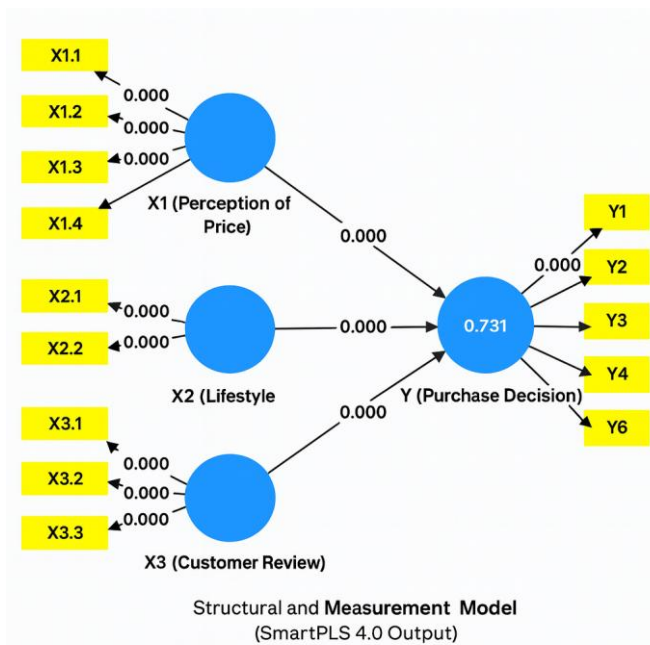 X1.1
0.000
X1.2
0.000
X1.3
0.000
X1.4
X1 (Perception of
Price)
0.000
X2.1
0.000
X2.2
0.000
X2 (Lifestyle
0.000
X3.1
0.000
X3.2
0.000
X3.3
0.000
X3 (Customer Review)
0.000
0.731
Y (Purchase Decision)
Y1
0.000
Y2
Y3
Y4
Y6
Structural and Measurement Model
(SmartPLS 4.0 Output)